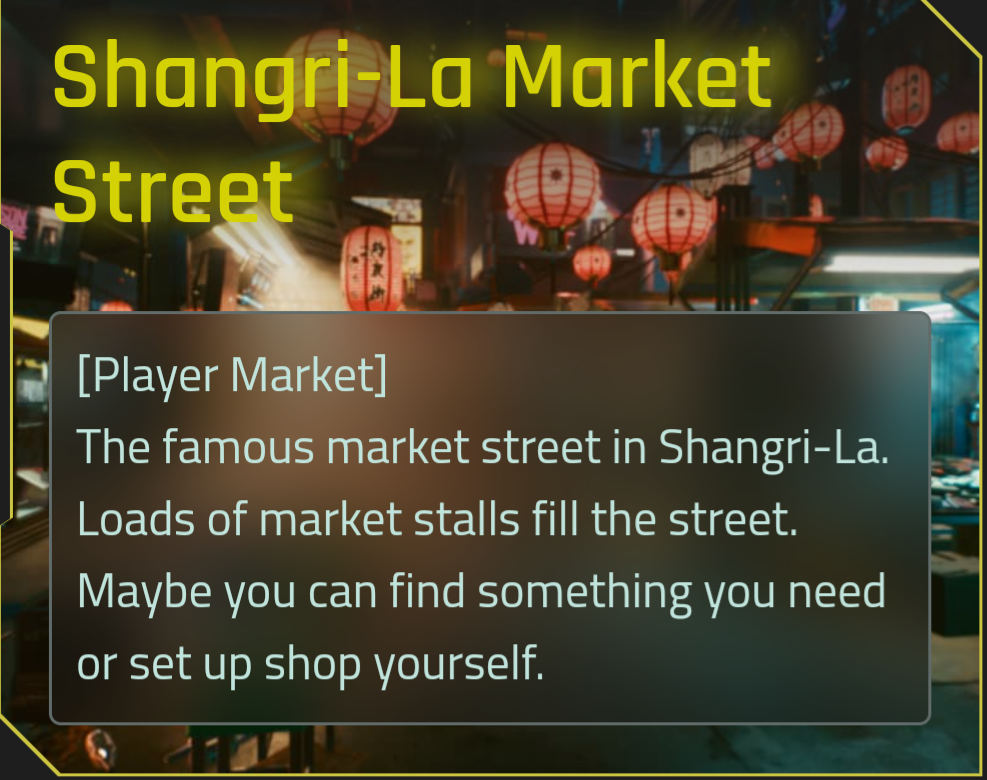 Shangri-La Market
Street
[Player Market]
The famous market street in Shangri-La.
Loads of market stalls fill the street.
Maybe you can find something you need
or set up shop yourself.